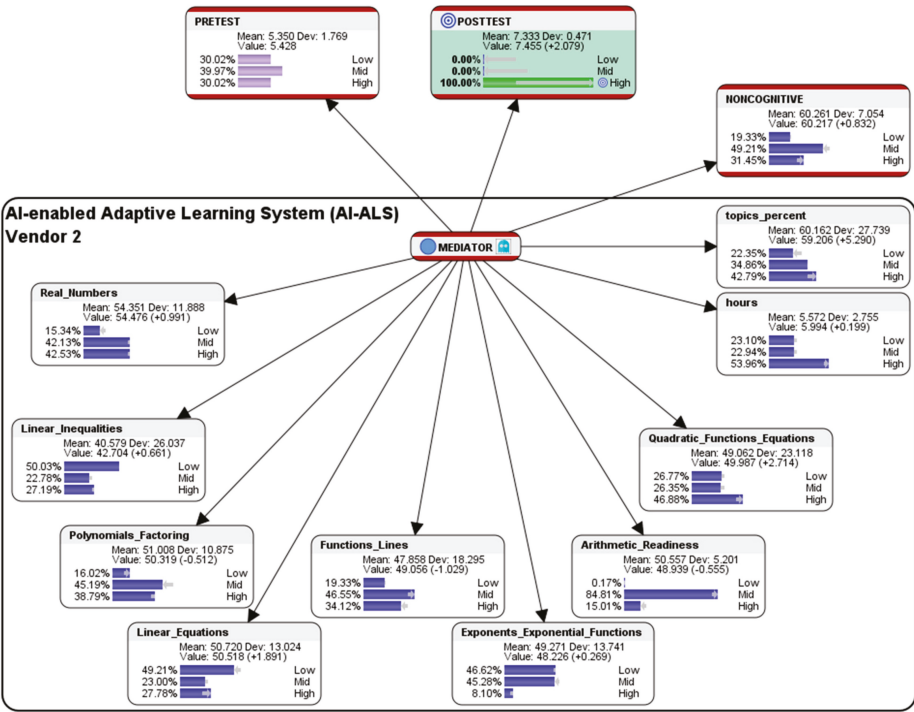 PRETEST
Mean: 5.350 Dev: 1.769
Value: 5.428
30.02% Low
39.97% Mid
30.02% High
POSTTEST
Mean: 7.333 Dev: 0.471
Value: 7.455 (+2.079)
0.00% Low
0.00% Mid
100.00% High
NONCOGNITIVE
Mean: 60.261 Dev: 7.054
Value: 60.217 (+0.832)
19.33% Low
49.21% Mid
31.45% High
AI-enabled Adaptive Learning System (AI-ALS)
Vendor 2
MEDIATOR
topics_percent
Mean: 60.162 Dev: 27.739
Value: 59.206 (+5.290)
22.35% Low
34.86% Mid
42.79% High
Real_Numbers
Mean: 54.351 Dev: 11.888
Value: 54.476 (+0.991)
15.34% Low
42.13% Mid
42.53% High
hours
Mean: 5.572 Dev: 2.755
Value: 5.994 (+0.199)
23.10% Low
22.94% Mid
53.96% High
Linear_Inequalities
Mean: 40.579 Dev: 26.037
Value: 42.704 (+0.661)
50.03% Low
22.78% Mid
27.19% High
Quadratic_Functions_Equations
Mean: 49.062 Dev: 23.118
Value: 49.987 (+2.714)
26.77% Low
26.35% Mid
46.88% High
Polynomials_Factoring
Mean: 51.008 Dev: 10.875
Value: 50.319 (-0.512)
16.02% Low
45.19% Mid
38.79% High
Functions_Lines
Mean: 47.858 Dev: 18.295
Value: 49.056 (-1.029)
19.33% Low
46.55% Mid
34.12% High
Arithmetic_Readiness
Mean: 50.557 Dev: 5.201
Value: 48.939 (-0.555)
0.17% Low
84.81% Mid
15.01% High
Linear_Equations
Mean: 50.720 Dev: 13.024
Value: 50.518 (+1.891)
49.21% Low
23.00% Mid
27.78% High
Exponents_Exponential_Functions
Mean: 49.271 Dev: 13.741
Value: 48.226 (+0.269)
46.62% Low
45.28% Mid
8.10% High